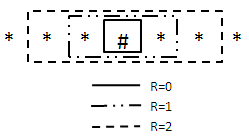 * * * # * * *
R=0
R=1
R=2